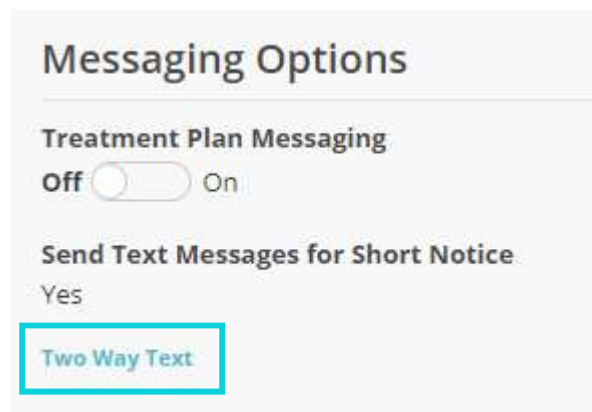 Messaging Options
Treatment Plan Messaging
Off On
Send Text Messages for Short Notice
Yes
Two Way Text